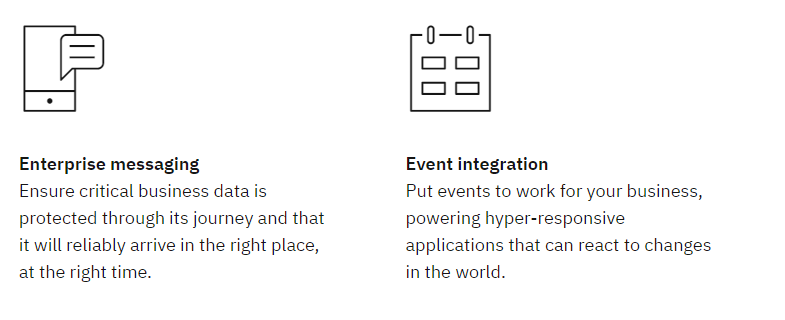 Enterprise messaging
Ensure critical business data is
protected through its journey and that
it will reliably arrive in the right place,
at the right time.
Event integration
Put events to work for your business,
powering hyper-responsive
applications that can react to changes
in the world.